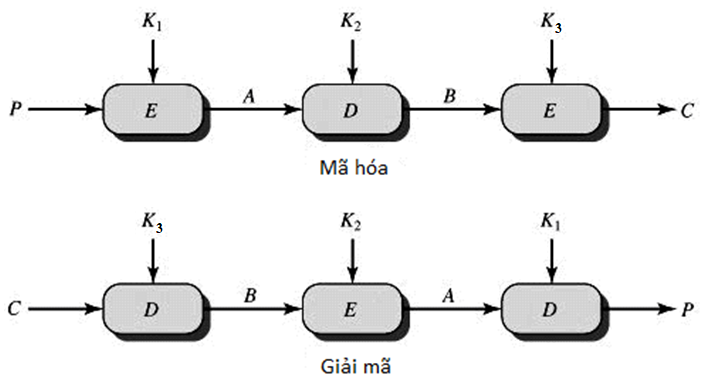 K1 K2 K3
P E A D B E C
Mã hóa
K3 K2 K1
C D B E A D P
Giải mã